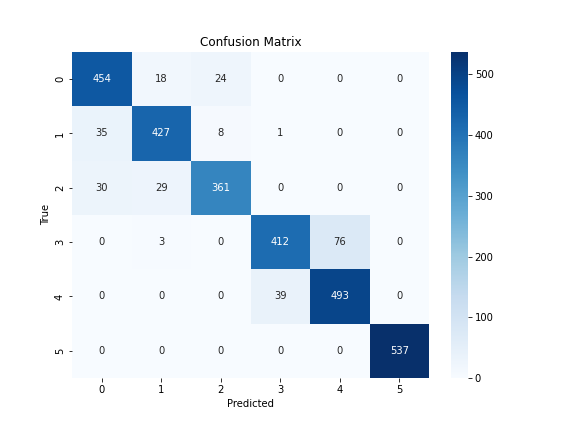 Confusion Matrix
0 454 18 24 0 0 0
1 35 427 8 1 0 0
2 30 29 361 0 0 0
3 0 3 0 412 76 0
4 0 0 0 39 493 0
5 0 0 0 0 0 537
0 1 2 3 4 5
True
Predicted
500
400
300
200
100
0